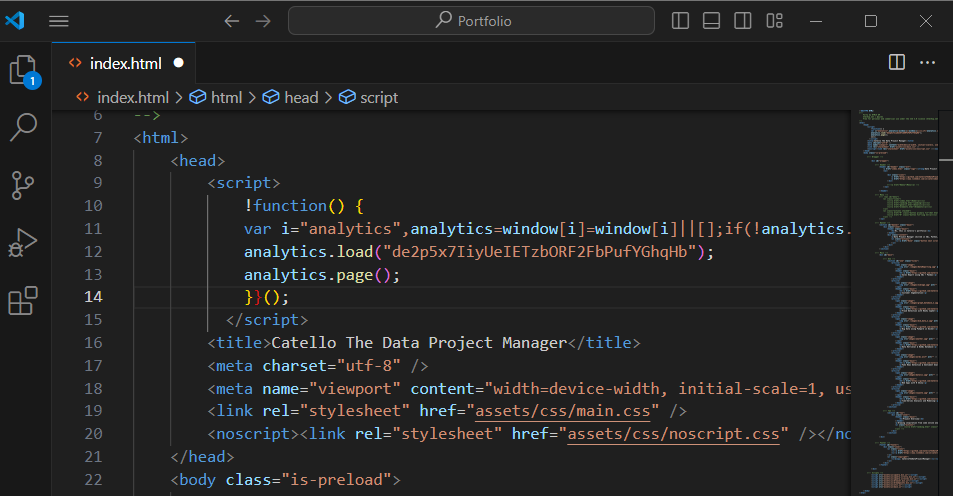 Portfolio
1
index.html
index.html > html > head > script
6 -->
7 <html>
8 <head>
9 <script>
10 !function() {
11 var i="analytics",analytics=window[i]=window[i]||[];if(!analytics.
12 analytics.load("de2p5x7IiyUeIETzbORF2FbPufYGhqHb");
13 analytics.page();
14 }}();
15 </script>
16 <title>Catello The Data Project Manager</title>
17 <meta charset="utf-8" />
18 <meta name="viewport" content="width=device-width, initial-scale=1, us
19 <link rel="stylesheet" href="assets/css/main.css" />
20 <noscript><link rel="stylesheet" href="assets/css/noscript.css" /></no
21 </head>
22 <body class="is-preload">